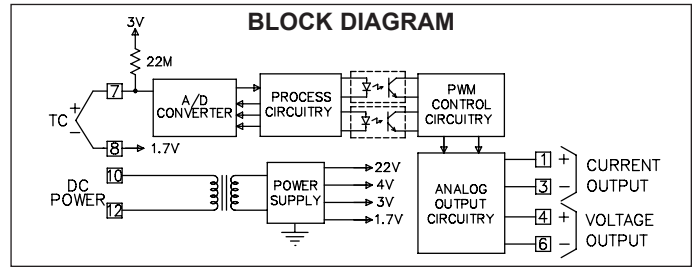 BLOCK DIAGRAM
3V
22M
7
TC
+
−
8
1.7V
A/D
CONVERTER
PROCESS
CIRCUITRY
PWM
CONTROL
CIRCUITRY
10
DC
POWER
12
POWER
SUPPLY
22V
4V
3V
1.7V
ANALOG
OUTPUT
CIRCUITRY
1 +
3 −
CURRENT
OUTPUT
4 +
6 −
VOLTAGE
OUTPUT